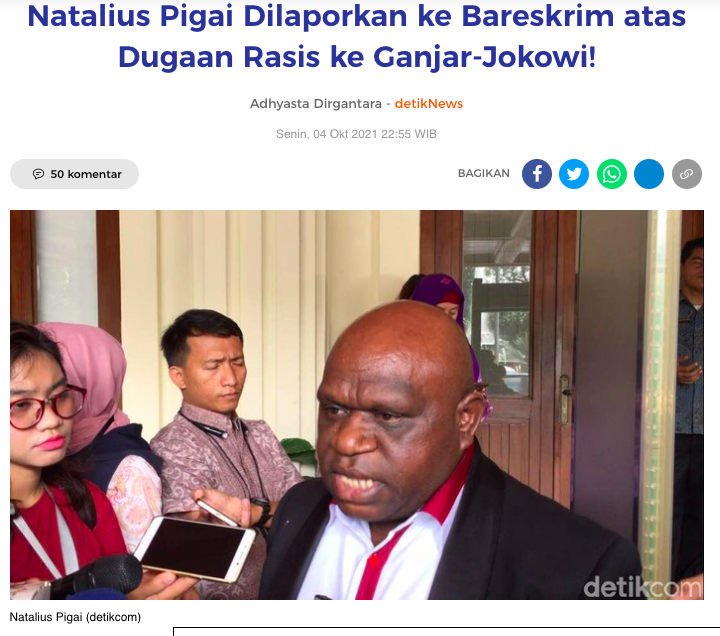 Natalius Pigai Dilaporkan ke Bareskrim atas
Dugaan Rasis ke Ganjar-Jokowi!
Adhyasta Dirgantara - detikNews
Senin, 04 Okt 2021 22:55 WIB
50 komentar
BAGIKAN
detikcom
Natalius Pigai (detikcom)